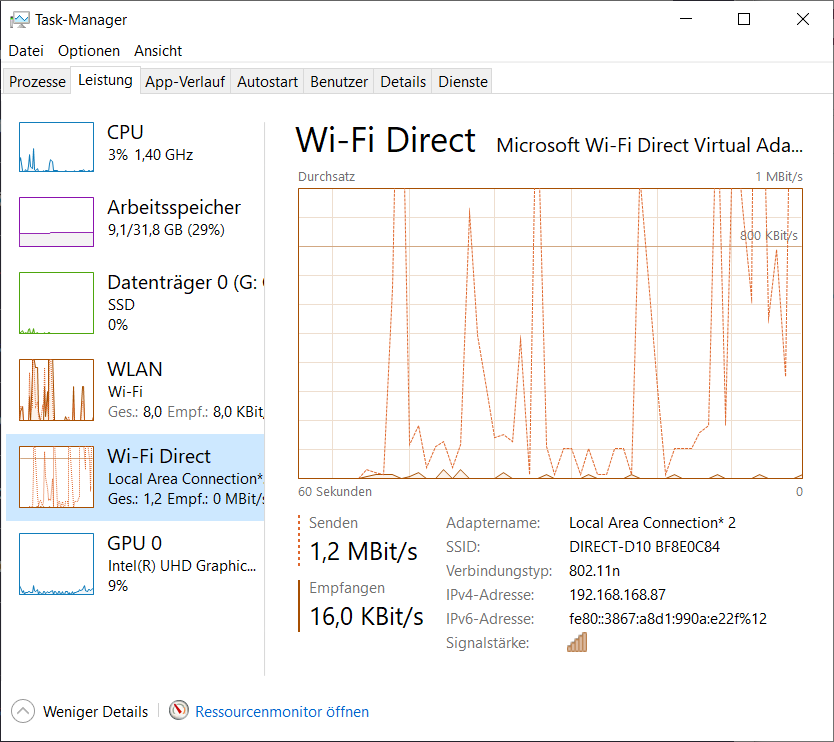 Task-Manager
Datei Optionen Ansicht
Prozesse Leistung App-Verlauf Autostart Benutzer Details Dienste
CPU
3% 1,40 GHz
Arbeitsspeicher
9,1/31,8 GB (29%)
Datenträger 0 (G:
SSD
0%
WLAN
Wi-Fi
Ges.: 8,0 Empf.: 8,0 KBit,
Wi-Fi Direct
Local Area Connection*
Ges.: 1,2 Empf.: 0 MBit/s
GPU 0
Intel(R) UHD Graphic...
9%
Wi-Fi Direct Microsoft Wi-Fi Direct Virtual Ada...
Durchsatz 1 MBit/s
800 KBit/s
60 Sekunden 0
Senden
1,2 MBit/s
Empfangen
16,0 KBit/s
Adaptername: Local Area Connection* 2
SSID: DIRECT-D10 BF8E0C84
Verbindungstyp: 802.11n
IPv4-Adresse: 192.168.168.87
IPv6-Adresse: fe80::3867:a8d1:990a:e22f%12
Signalstärke:
Weniger Details Ressourcenmonitor öffnen